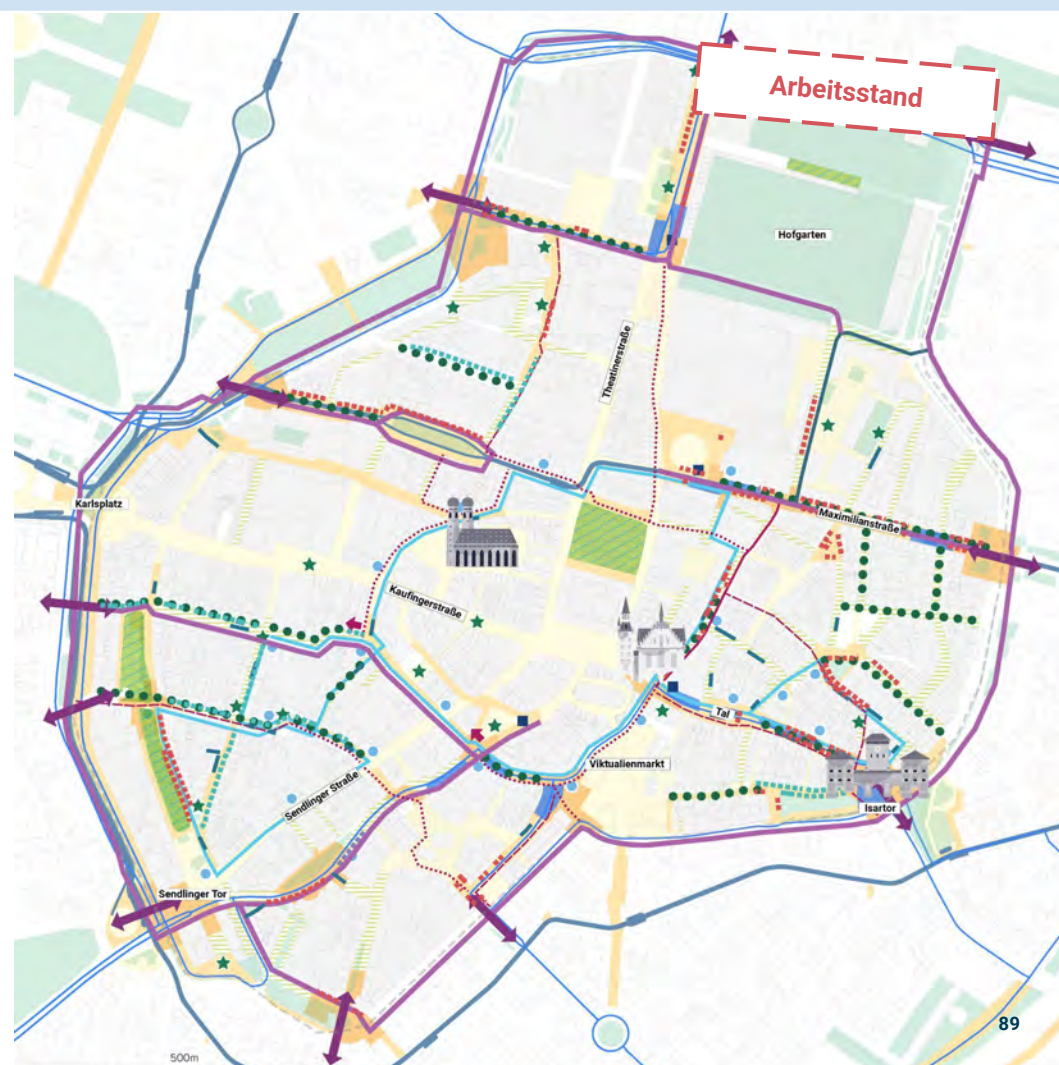 Arbeitsstand
Hofgarten
Theatinerstraße
Karlsplatz
Maximilianstraße
Kaufingerstraße
Tal
Viktualienmarkt
Sendlinger Straße
Isartor
Sendlinger Tor
89
500m